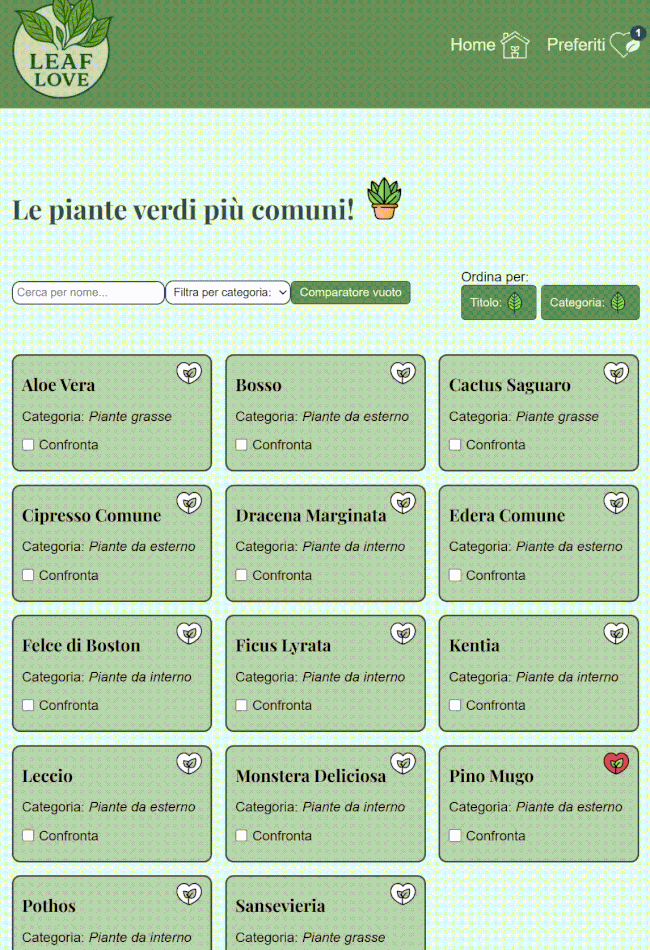 LEAF
LOVE
Home
Preferiti
1
Le piante verdi più comuni!
Cerca per nome...
Filtra per categoria:
Comparatore vuoto
Ordina per:
Titolo:
Categoria:
Aloe Vera
Categoria: Piante grasse
Confronta
Bosso
Categoria: Piante da esterno
Confronta
Cactus Saguaro
Categoria: Piante grasse
Confronta
Cipresso Comune
Categoria: Piante da esterno
Confronta
Dracena Marginata
Categoria: Piante da interno
Confronta
Edera Comune
Categoria: Piante da esterno
Confronta
Felce di Boston
Categoria: Piante da interno
Confronta
Ficus Lyrata
Categoria: Piante da interno
Confronta
Kentia
Categoria: Piante da interno
Confronta
Leccio
Categoria: Piante da esterno
Confronta
Monstera Deliciosa
Categoria: Piante da interno
Confronta
Pino Mugo
Categoria: Piante da esterno
Confronta
Pothos
Categoria: Piante da interno
Sansevieria
Categoria: Piante grasse